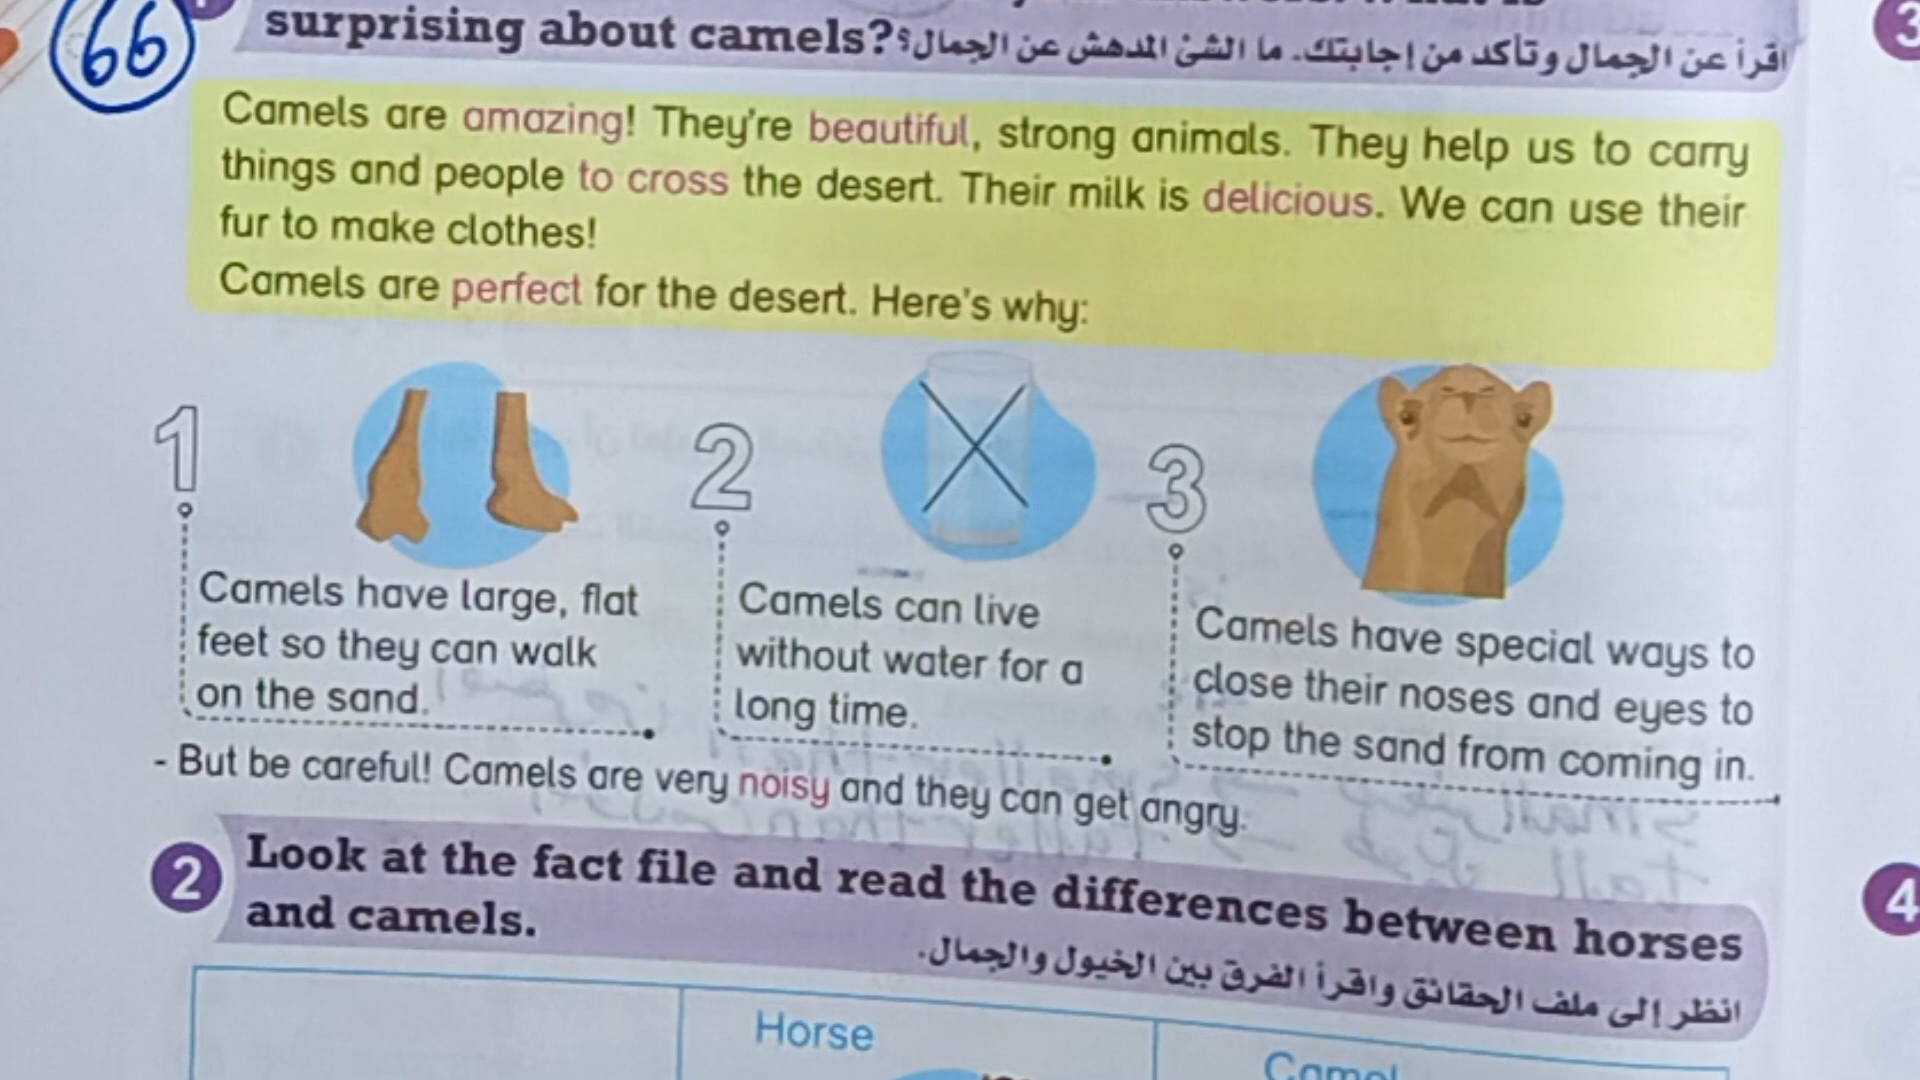 66
surprising about camels?
اقرأ عن الجمال وتأكد من إجابتك. ما الشئ المدهش عن الجمال؟
3
Camels are amazing! They're beautiful, strong animals. They help us to carry
things and people to cross the desert. Their milk is delicious. We can use their
fur to make clothes!
Camels are perfect for the desert. Here's why:
1
Camels have large, flat
feet so they can walk
on the sand.
2
Camels can live
without water for a
long time.
3
Camels have special ways to
close their noses and eyes to
stop the sand from coming in.
- But be careful! Camels are very noisy and they can get angry.
2 Look at the fact file and read the differences between horses
and camels.
انظر إلى ملف الحقائق واقرأ الفرق بين الخيول والجمال.
4
Horse
Camel